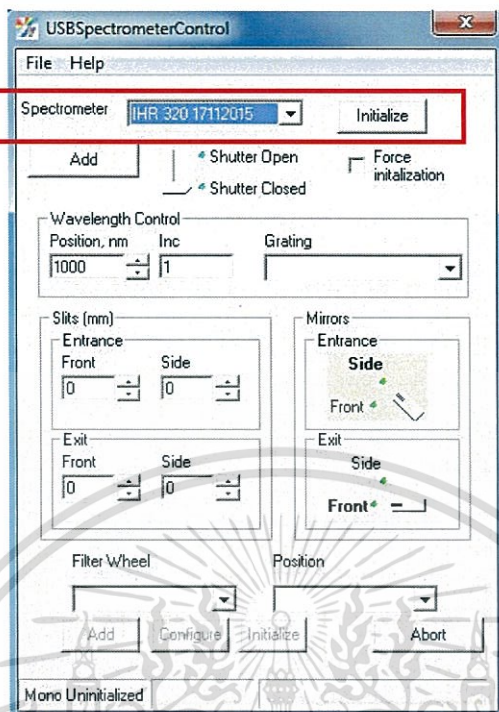 USBSpectrometerControl
File Help
Spectrometer IHR 320 17112015 Initialize
Add Shutter Open Force initalization
Shutter Closed
Wavelength Control
Position, nm Inc Grating
1000 1
Slits (mm) Mirrors
Entrance Entrance
Front Side Side
0 0 Front
Exit Exit
Front Side Side
0 0 Front
Filter Wheel Position
Add Configure Initialize Abort
Mono Uninitialized